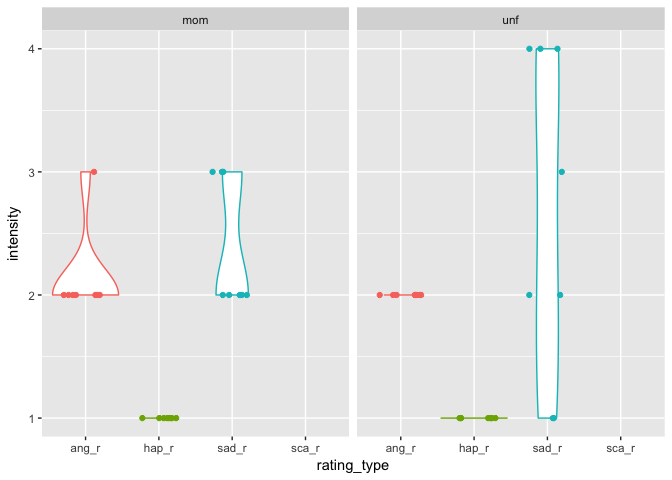 mom unf
4
3
2
1
intensity
ang_r hap_r sad_r sca_r ang_r hap_r sad_r sca_r
rating_type